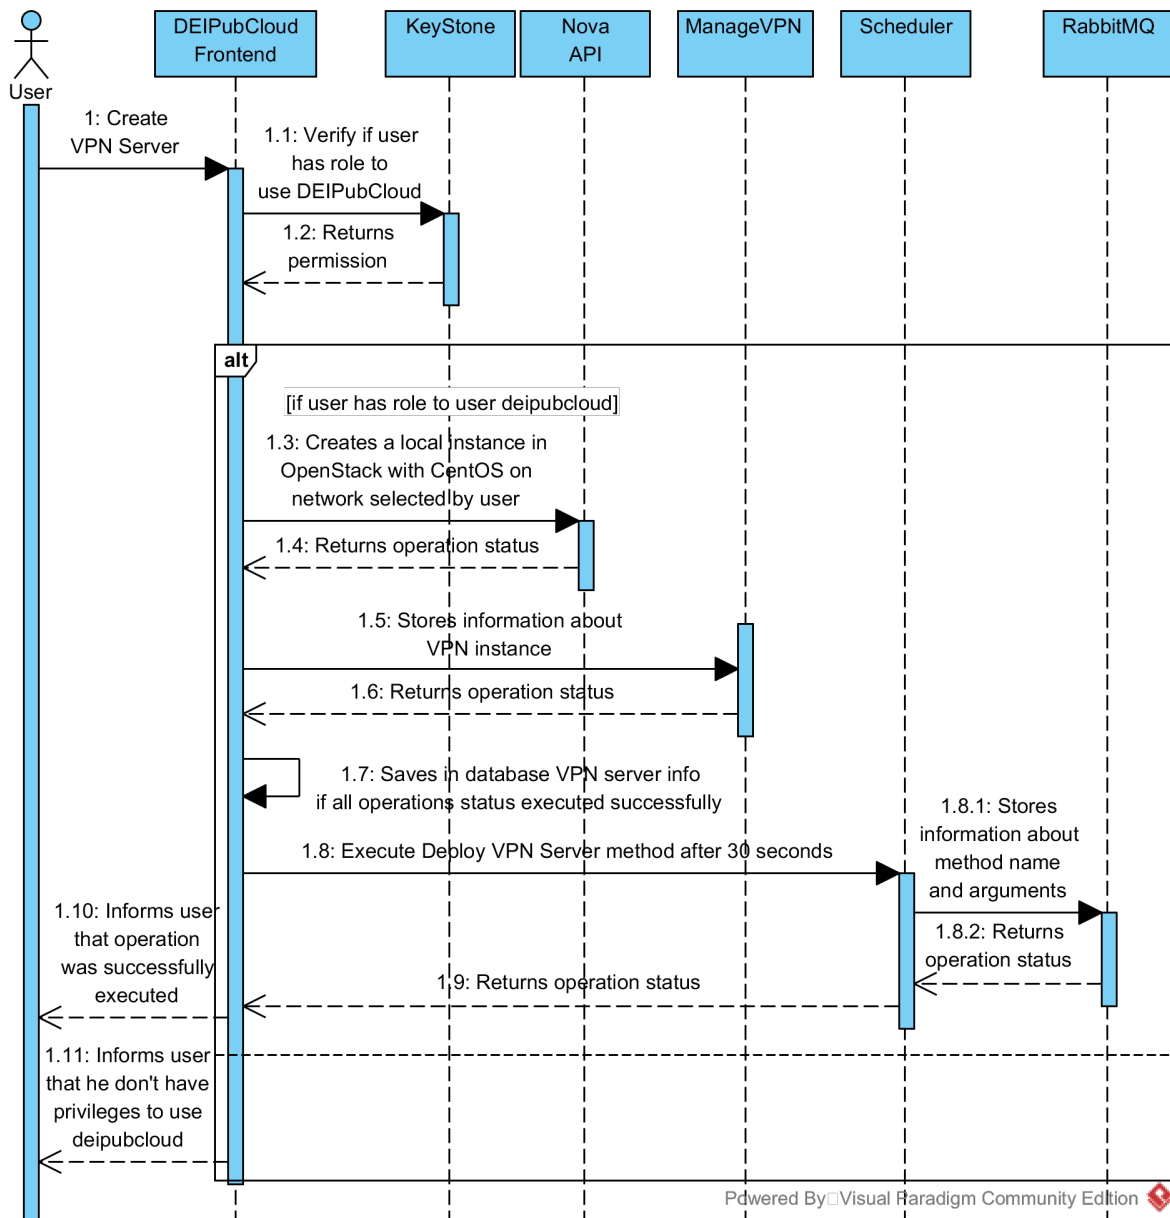 DEIPubCloud
Frontend
KeyStone
Nova
API
ManageVPN
Scheduler
RabbitMQ
User
1: Create
VPN Server
1.1: Verify if user
has role to
use DEIPubCloud
1.2: Returns
permission
alt
[if user has role to user deipubcloud]
1.3: Creates a local instance in
OpenStack with CentOS on
network selected by user
1.4: Returns operation status
1.5: Stores information about
VPN instance
1.6: Returns operation status
1.7: Saves in database VPN server info
if all operations status executed successfully
1.8: Execute Deploy VPN Server method after 30 seconds
1.8.1: Stores
information about
method name
and arguments
1.8.2: Returns
operation status
1.9: Returns operation status
1.10: Informs user
that operation
was successfully
executed
1.11: Informs user
that he don't have
privileges to use
deipubcloud
Powered By□Visual Paradigm Community Edition